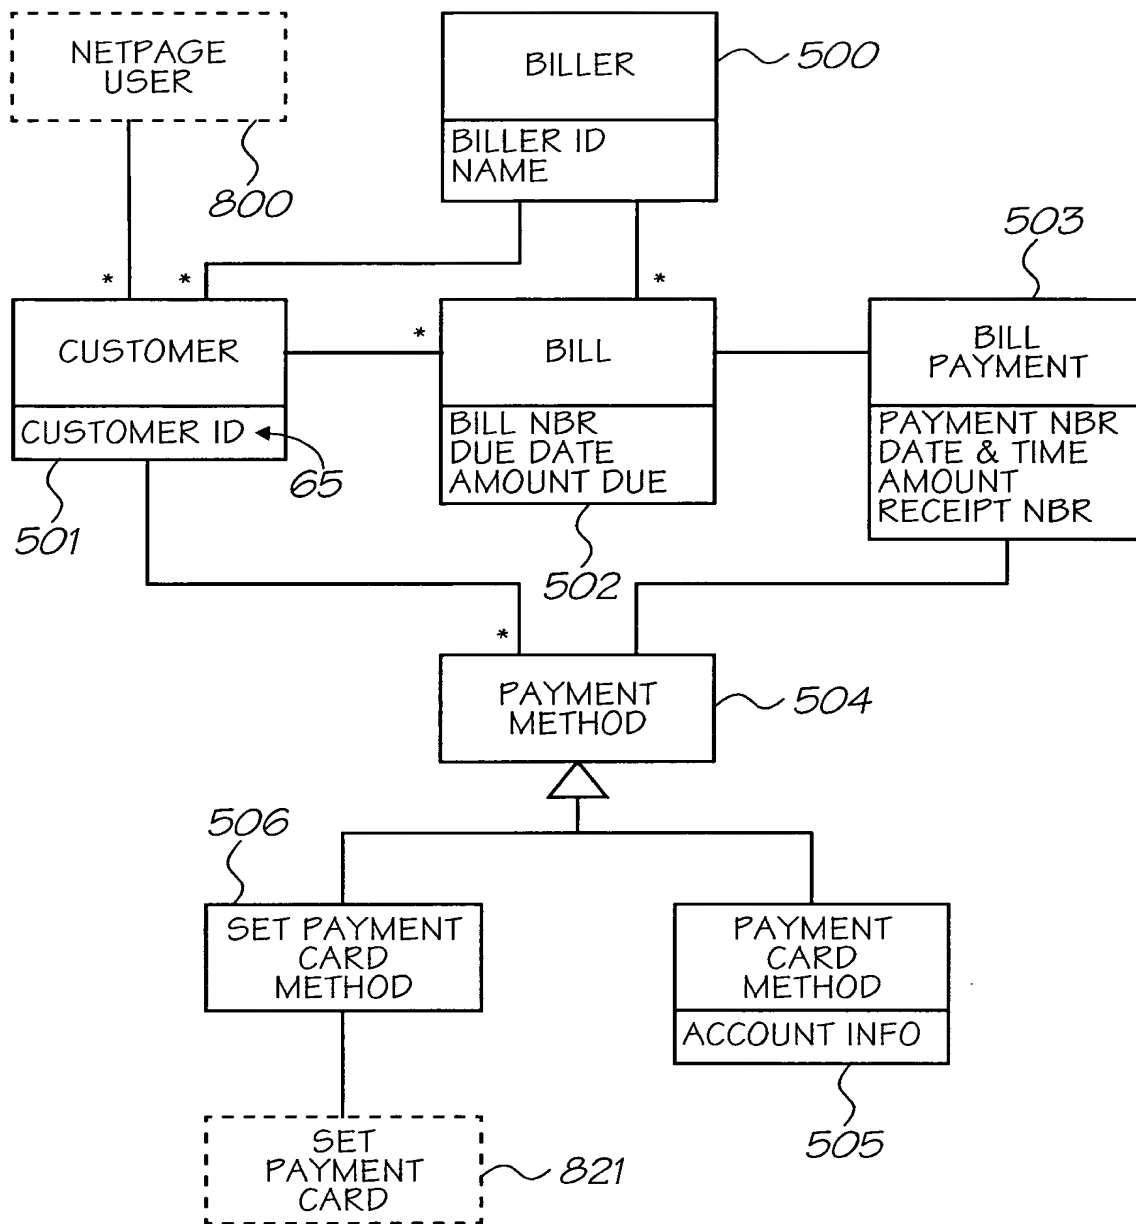 NETPAGE
USER
800
BILLER
500
BILLER ID
NAME
503
*
*
*
CUSTOMER
*
BILL
BILL
PAYMENT
CUSTOMER ID
65
501
BILL NBR
DUE DATE
AMOUNT DUE
502
PAYMENT NBR
DATE & TIME
AMOUNT
RECEIPT NBR
*
PAYMENT
METHOD
504
506
SET PAYMENT
CARD
METHOD
PAYMENT
CARD
METHOD
ACCOUNT INFO
505
SET
PAYMENT
CARD
821